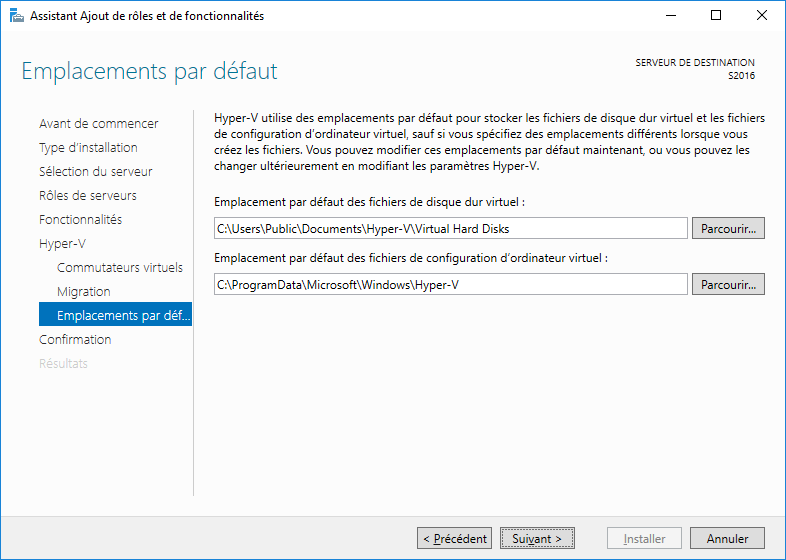 Assistant Ajout de rôles et de fonctionnalités
Emplacements par défaut
SERVEUR DE DESTINATION
S2016
Avant de commencer
Type d'installation
Sélection du serveur
Rôles de serveurs
Fonctionnalités
Hyper-V
Commutateurs virtuels
Migration
Emplacements par déf...
Confirmation
Résultats
Hyper-V utilise des emplacements par défaut pour stocker les fichiers de disque dur virtuel et les fichiers
de configuration d'ordinateur virtuel, sauf si vous spécifiez des emplacements différents lorsque vous
créez les fichiers. Vous pouvez modifier ces emplacements par défaut maintenant, ou vous pouvez les
changer ultérieurement en modifiant les paramètres Hyper-V.
Emplacement par défaut des fichiers de disque dur virtuel :
C:\Users\Public\Documents\Hyper-V\Virtual Hard Disks
Parcourir...
Emplacement par défaut des fichiers de configuration d'ordinateur virtuel :
C:\ProgramData\Microsoft\Windows\Hyper-V
Parcourir...
< Précédent
Suivant >
Installer
Annuler